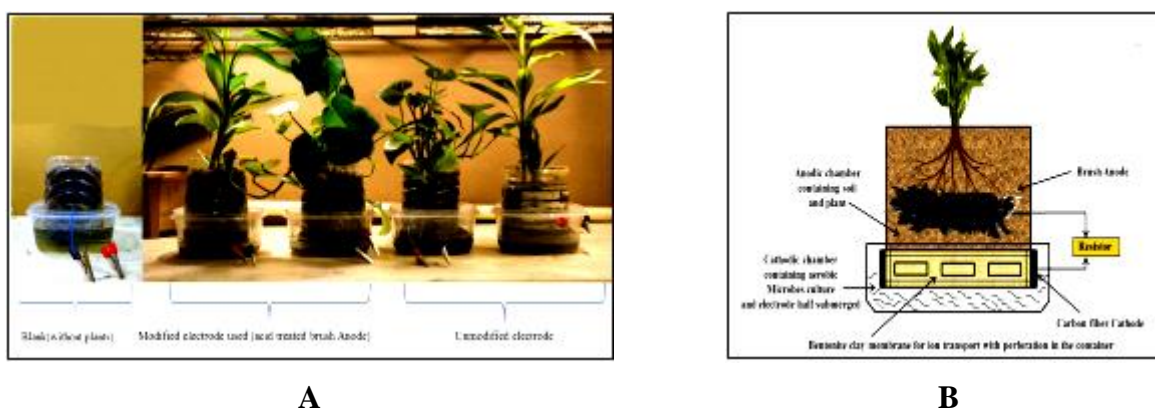 Blank(without plants)
Modified electrode used (acid treated brush Anode)
Unmodified electrode
A
Anodic chamber
containing soil
and plant
Brush Anode
Resistor
Cathodic chamber
containing aerobic
Microbes culture
and electrode half submerged
Carbon fiber Cathode
Bentonite clay membrane for ion transport with perforation in the container
B